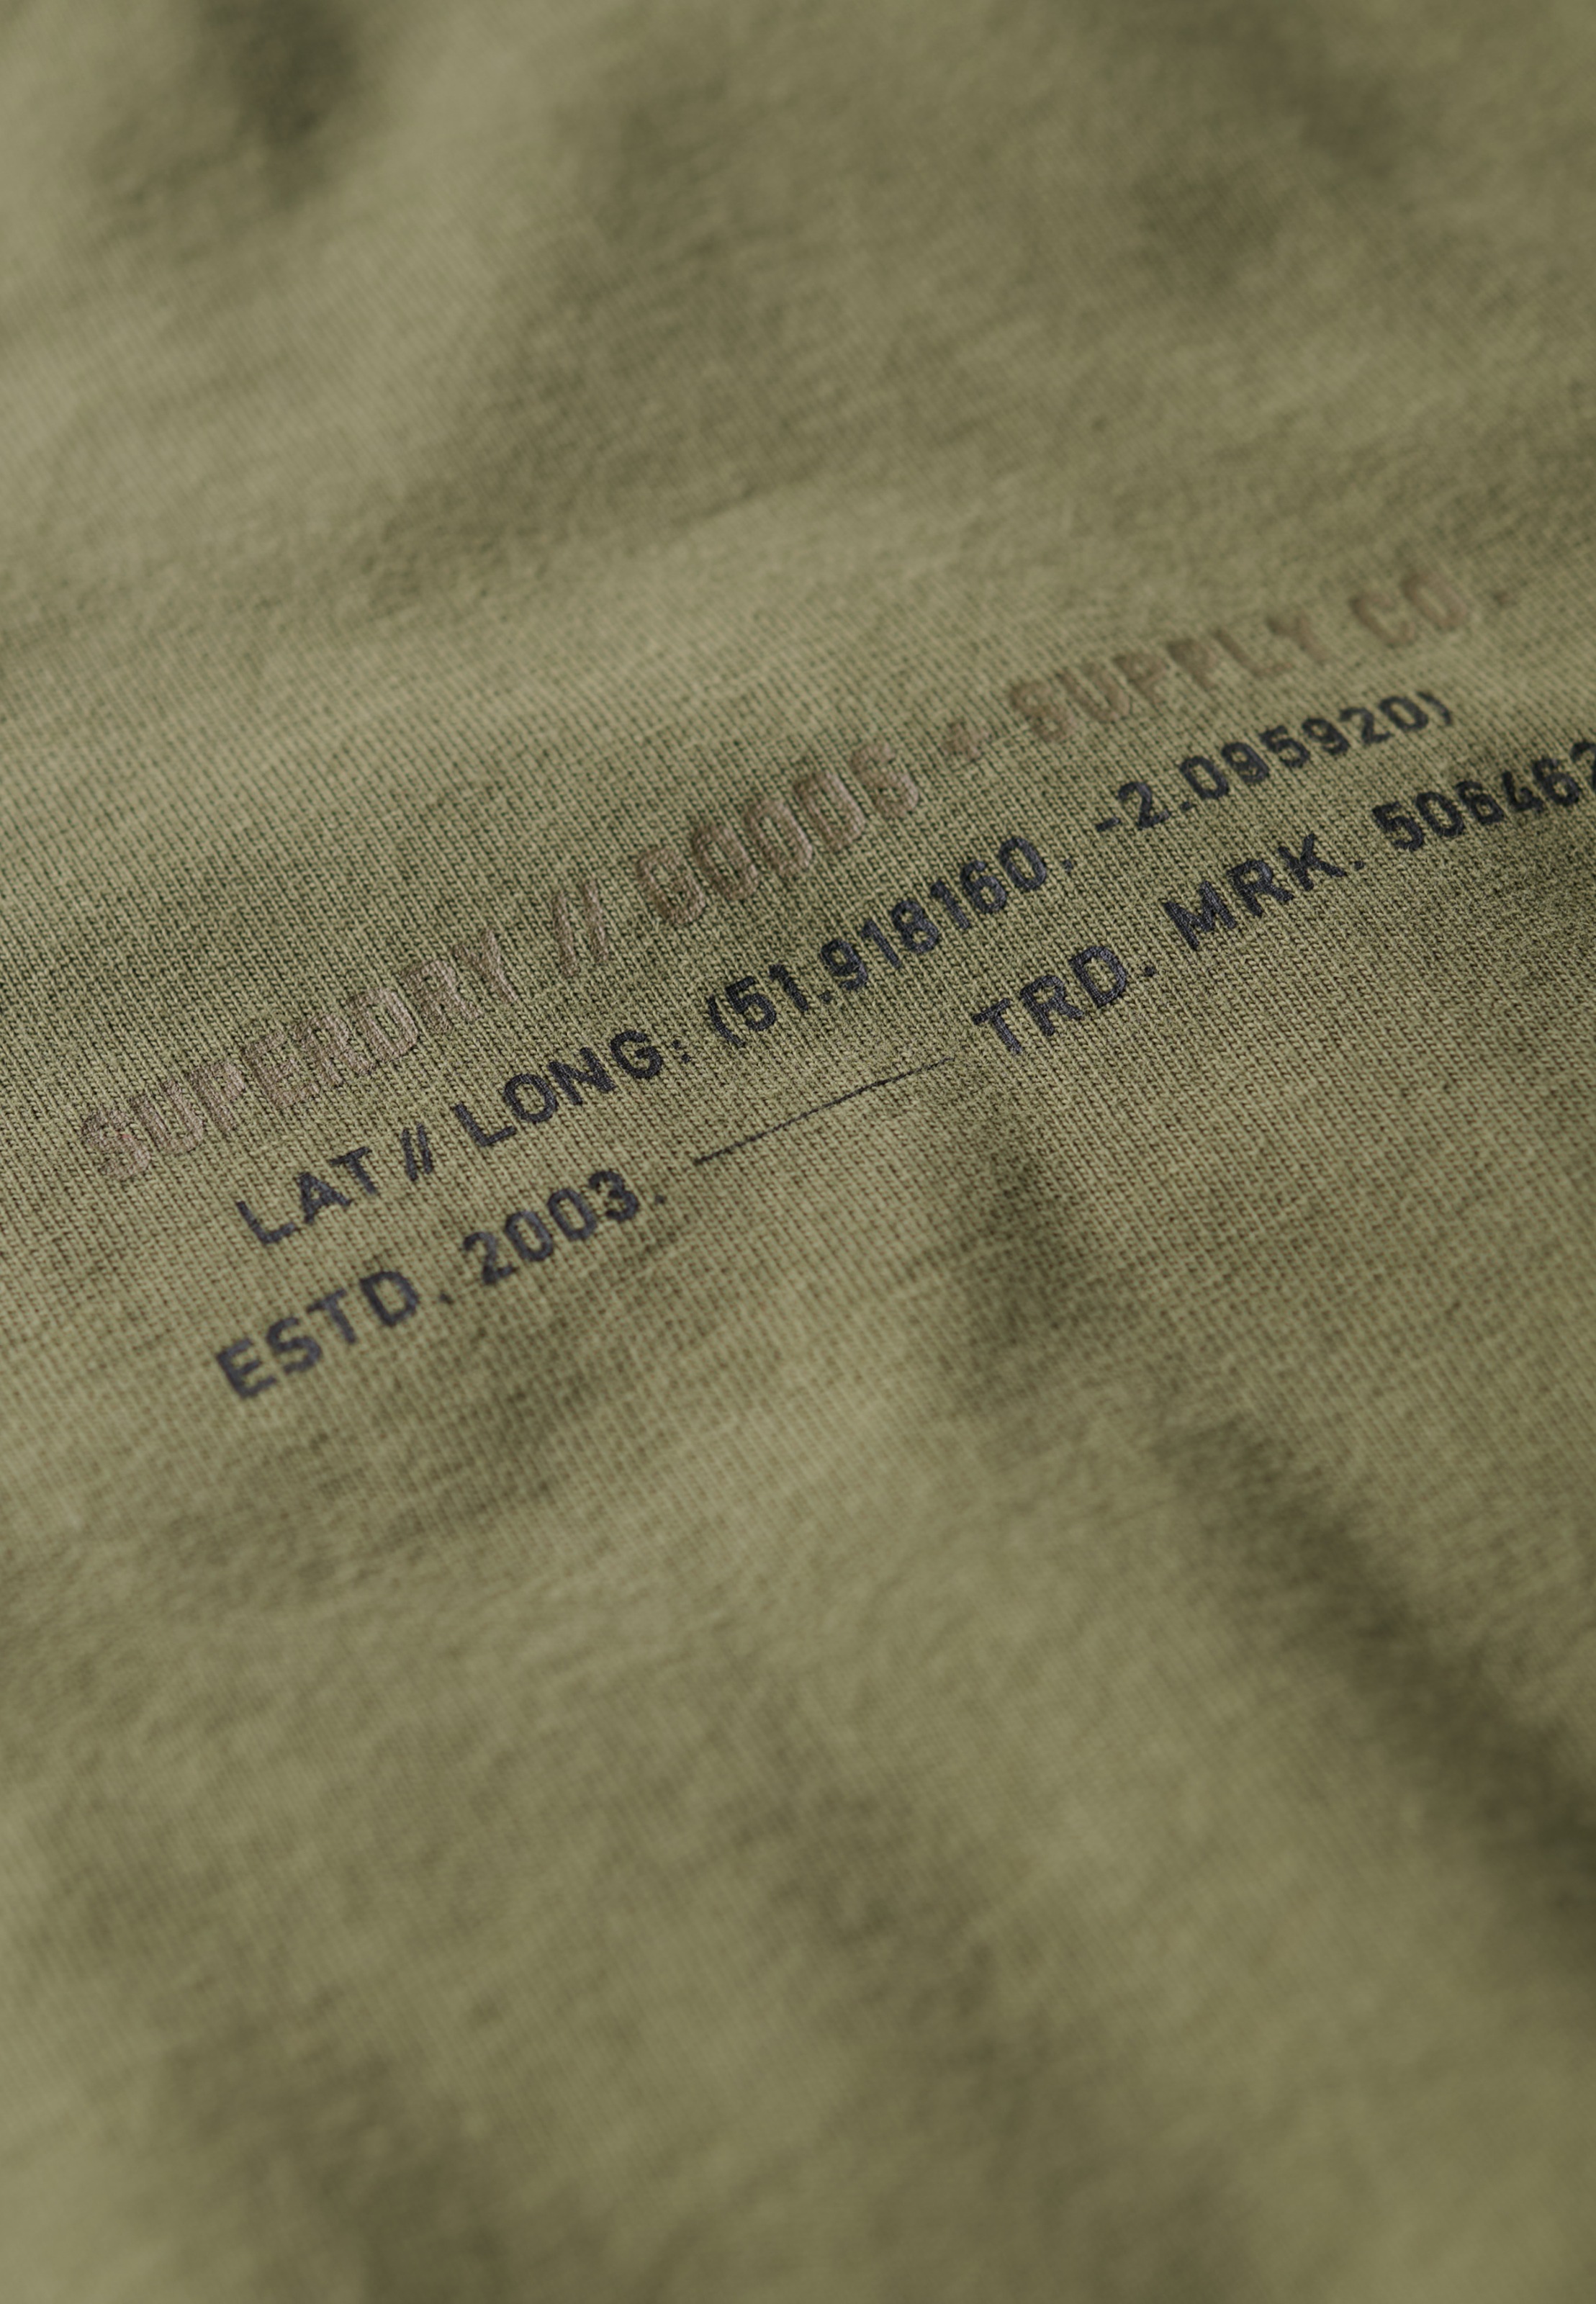 SUPERDRY // GOODS + SUPPLY CO.
LAT// LONG: (51.918160. -2.095920)
ESTD. 2003. —— TRD. MRK.